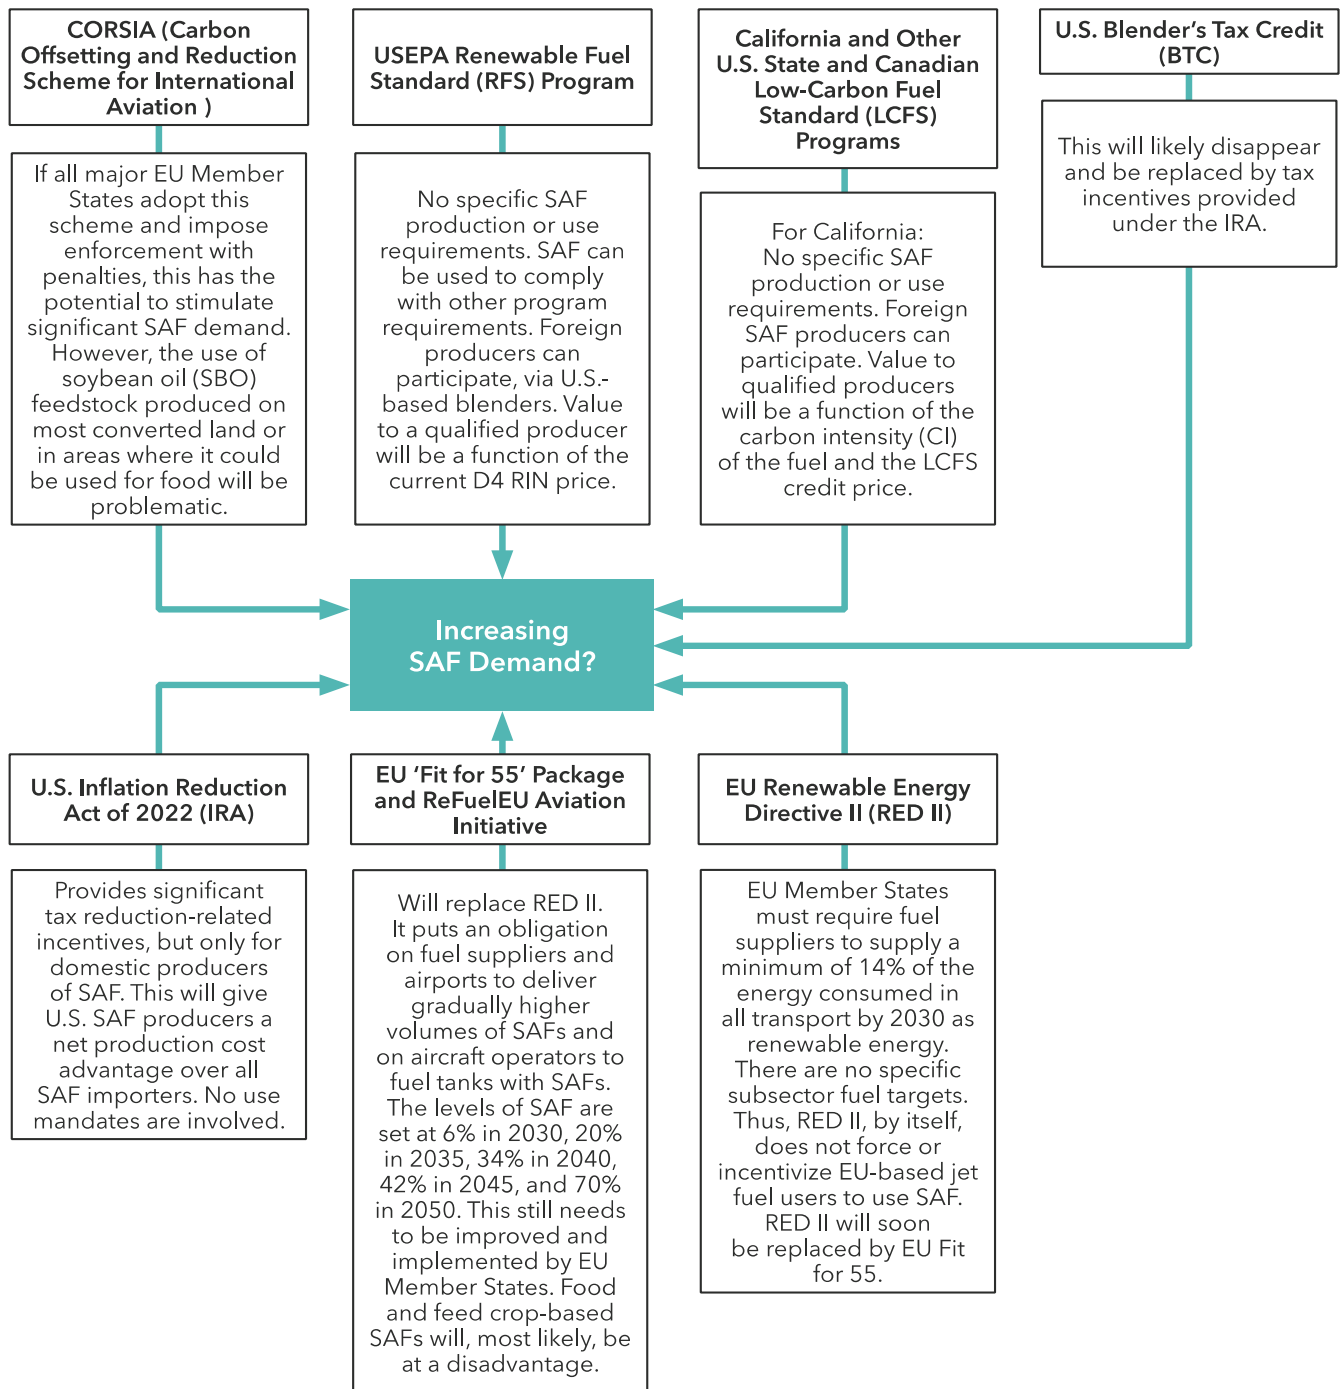 CORSIA (Carbon
Offsetting and Reduction
Scheme for International
Aviation )
If all major EU Member
States adopt this
scheme and impose
enforcement with
penalties, this has the
potential to stimulate
significant SAF demand.
However, the use of
soybean oil (SBO)
feedstock produced on
most converted land or
in areas where it could
be used for food will be
problematic.
USEPA Renewable Fuel
Standard (RFS) Program
No specific SAF
production or use
requirements. SAF can
be used to comply
with other program
requirements. Foreign
producers can
participate, via U.S.-
based blenders. Value
to a qualified producer
will be a function of the
current D4 RIN price.
California and Other
U.S. State and Canadian
Low-Carbon Fuel
Standard (LCFS)
Programs
For California:
No specific SAF
production or use
requirements. Foreign
SAF producers can
participate. Value to
qualified producers
will be a function of the
carbon intensity (CI)
of the fuel and the LCFS
credit price.
U.S. Blender’s Tax Credit
(BTC)
This will likely disappear
and be replaced by tax
incentives provided
under the IRA.
Increasing
SAF Demand?
U.S. Inflation Reduction
Act of 2022 (IRA)
Provides significant
tax reduction-related
incentives, but only for
domestic producers
of SAF. This will give
U.S. SAF producers a
net production cost
advantage over all
SAF importers. No use
mandates are involved.
EU ‘Fit for 55’ Package
and ReFuelEU Aviation
Initiative
Will replace RED II.
It puts an obligation
on fuel suppliers and
airports to deliver
gradually higher
volumes of SAFs and
on aircraft operators to
fuel tanks with SAFs.
The levels of SAF are
set at 6% in 2030, 20%
in 2035, 34% in 2040,
42% in 2045, and 70%
in 2050. This still needs
to be improved and
implemented by EU
Member States. Food
and feed crop-based
SAFs will, most likely, be
at a disadvantage.
EU Renewable Energy
Directive II (RED II)
EU Member States
must require fuel
suppliers to supply a
minimum of 14% of the
energy consumed in
all transport by 2030 as
renewable energy.
There are no specific
subsector fuel targets.
Thus, RED II, by itself,
does not force or
incentivize EU-based jet
fuel users to use SAF.
RED II will soon
be replaced by EU Fit
for 55.